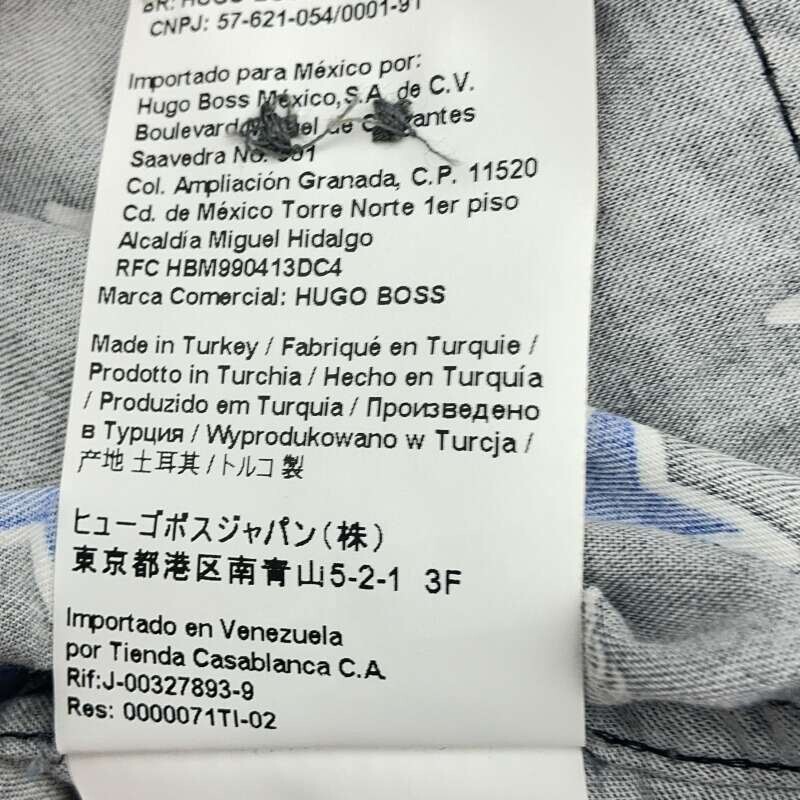 CNPJ: 57-621-054/0001-91
Importado para México por:
Hugo Boss México,S.A. de C.V.
Saavedra No.
Col. Ampliación Granada, C.P. 11520
Cd. de México Torre Norte 1er piso
Alcaldía Miguel Hidalgo
RFC HBM990413DC4
Marca Comercial: HUGO BOSS
Made in Turkey / Fabriqué en Turquie /
Prodotto in Turchia / Hecho en Turquía
/ Produzido em Turquia / Произведено
в Турция / Wyprodukowano w Turcja /
产地 土耳其 / トルコ 製
ヒューゴボスジャパン(株)
東京都港区南青山5-2-1 3F
Importado en Venezuela
por Tienda Casablanca C.A.
Rif:J-00327893-9
Res: 0000071TI-02